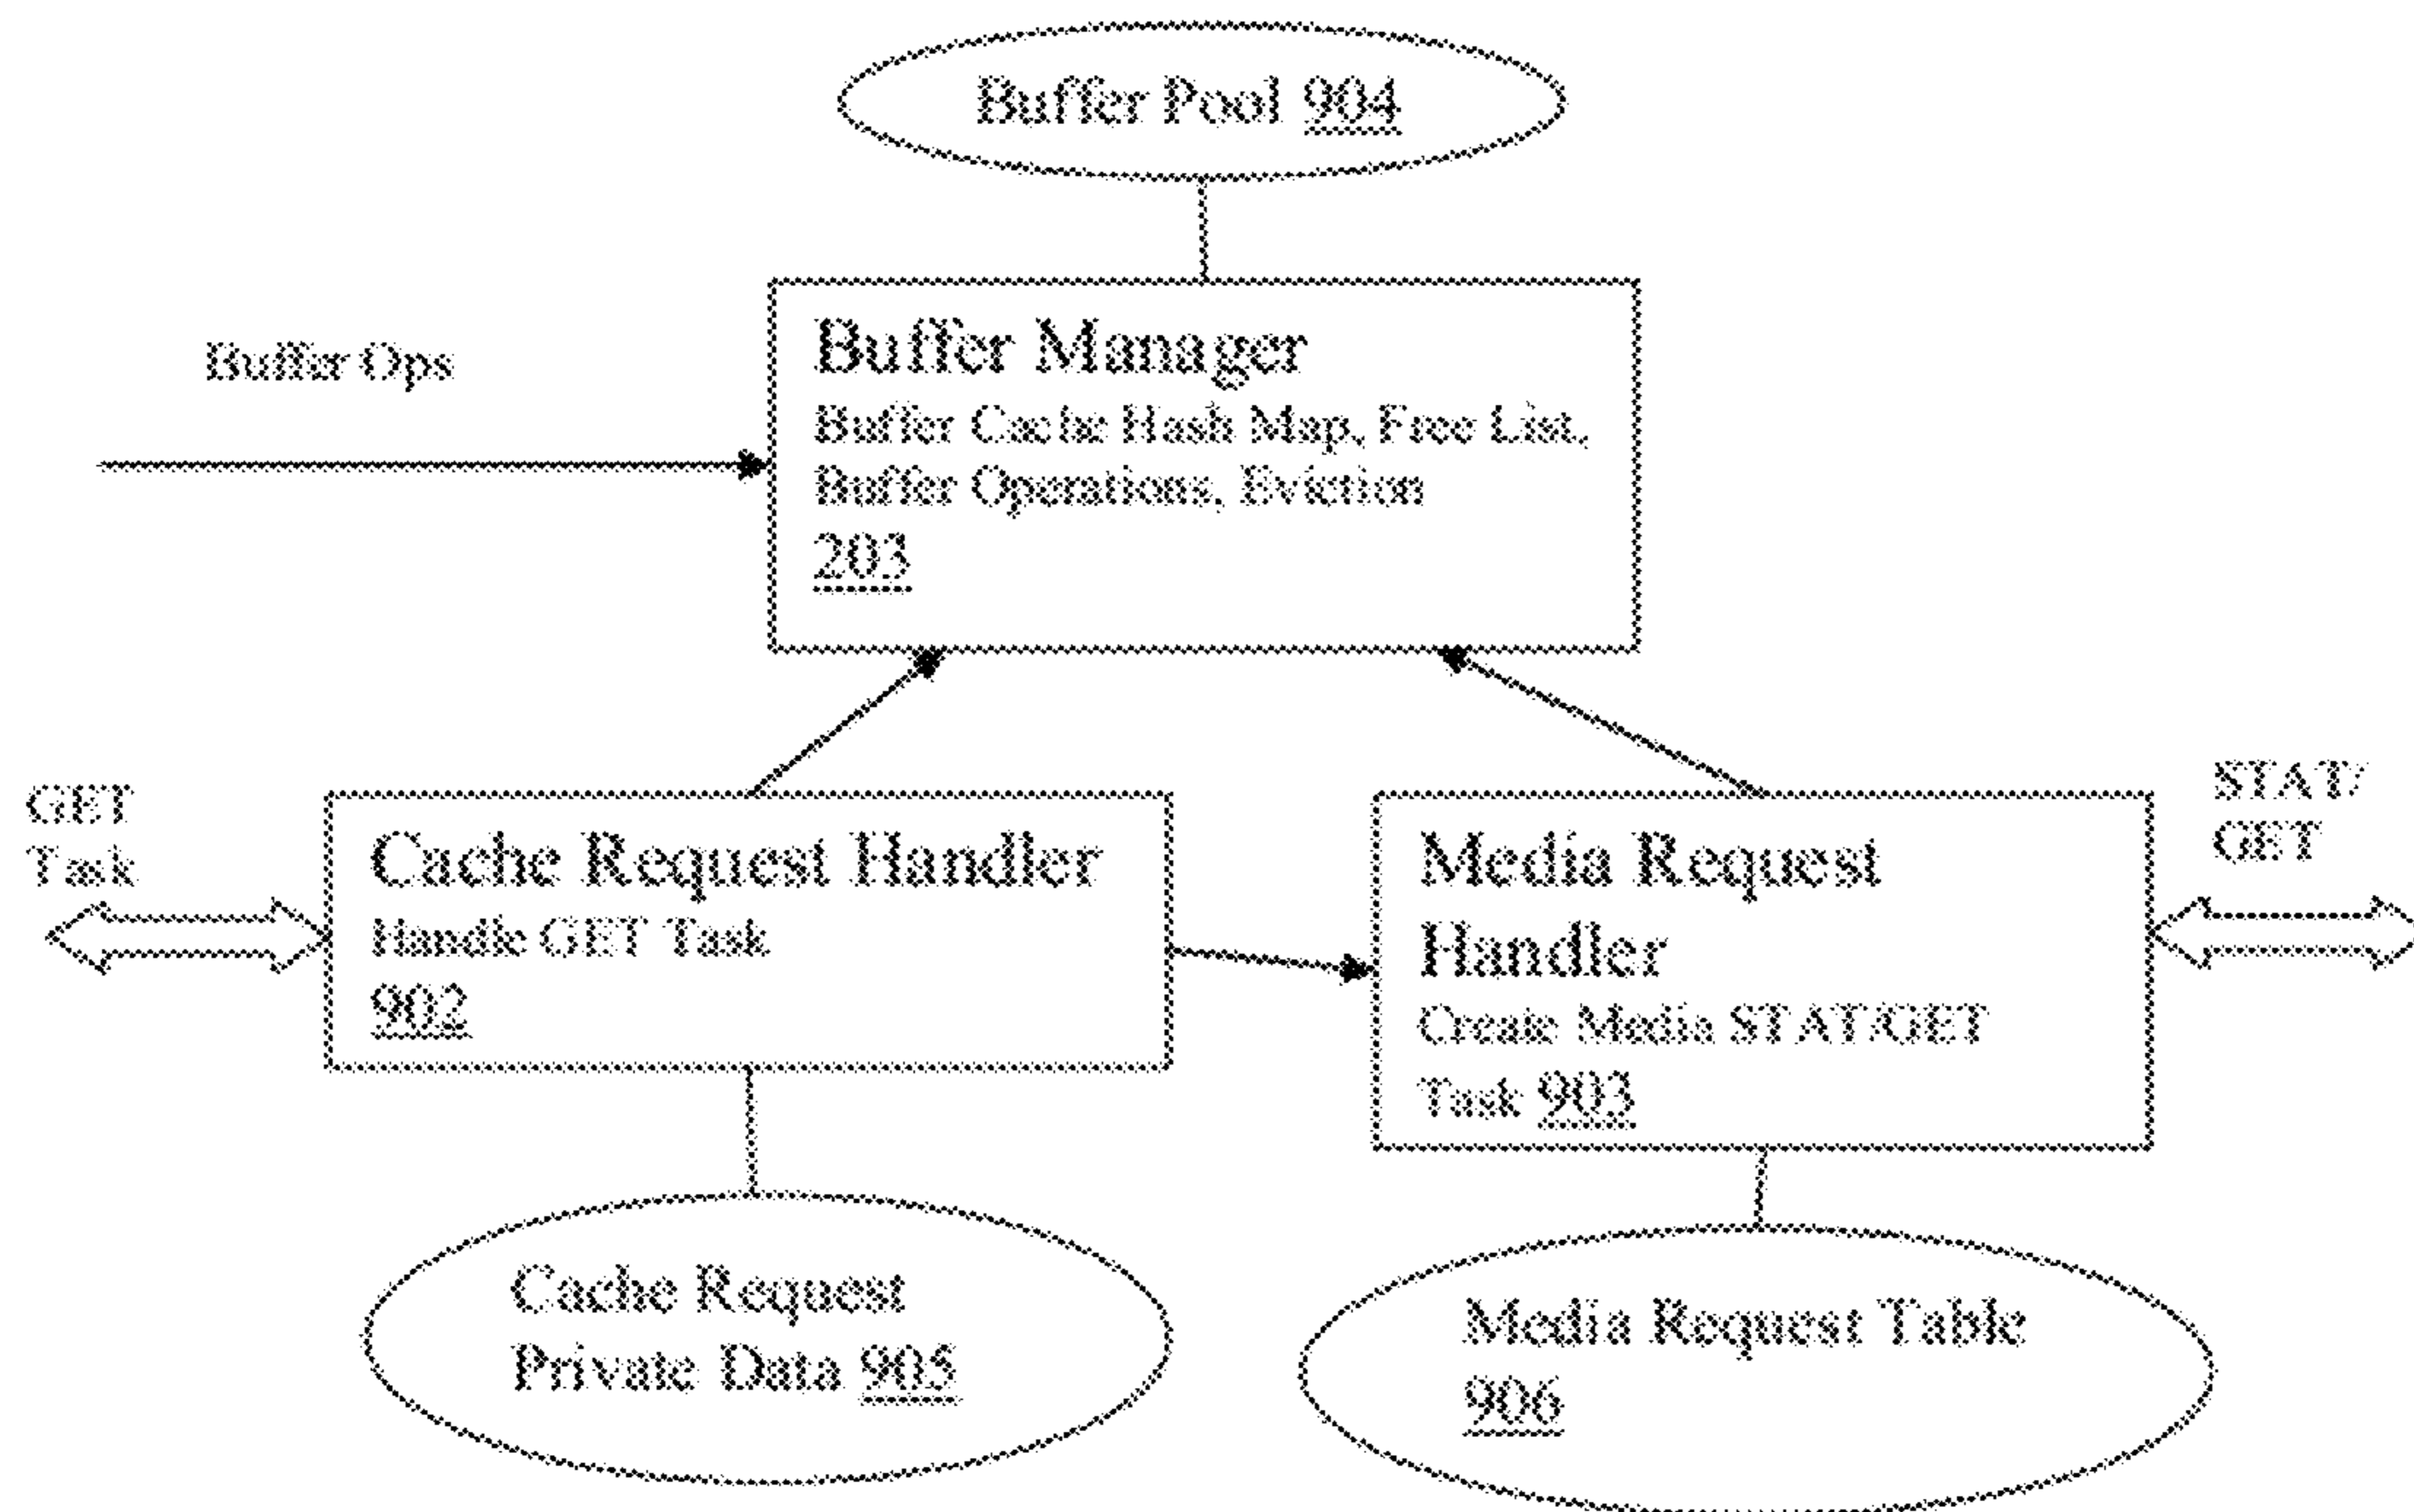 Buffer Pool 904
Buffer Ops
Buffer Manager
Buffer Cache Hash Map, Free List,
Buffer Operations, Eviction
203
GET
Task
Cache Request Handler
Handle GET Task
902
Media Request
Handler
Create Media STAT/GET
Task 903
STAT/
GET
Cache Request
Private Data 905
Media Request Table
906